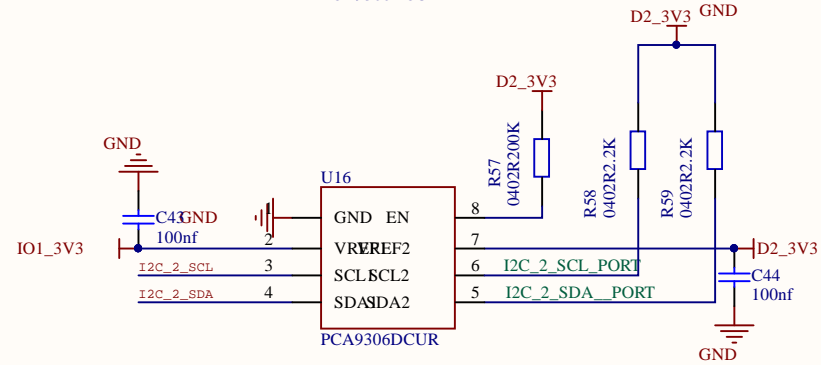 D2_3V3 GND
D2_3V3
GND
R57
0402R200K
R58
0402R2.2K
R59
0402R2.2K
U16
C43
GND
100nf
1
GND EN
8
IO1_3V3
2
VREF1
VREF2
7
D2_3V3
I2C_2_SCL
3
SCL1
SCL2
6
I2C_2_SCL_PORT
C44
100nf
I2C_2_SDA
4
SDA1
SDA2
5
I2C_2_SDA__PORT
PCA9306DCUR
GND